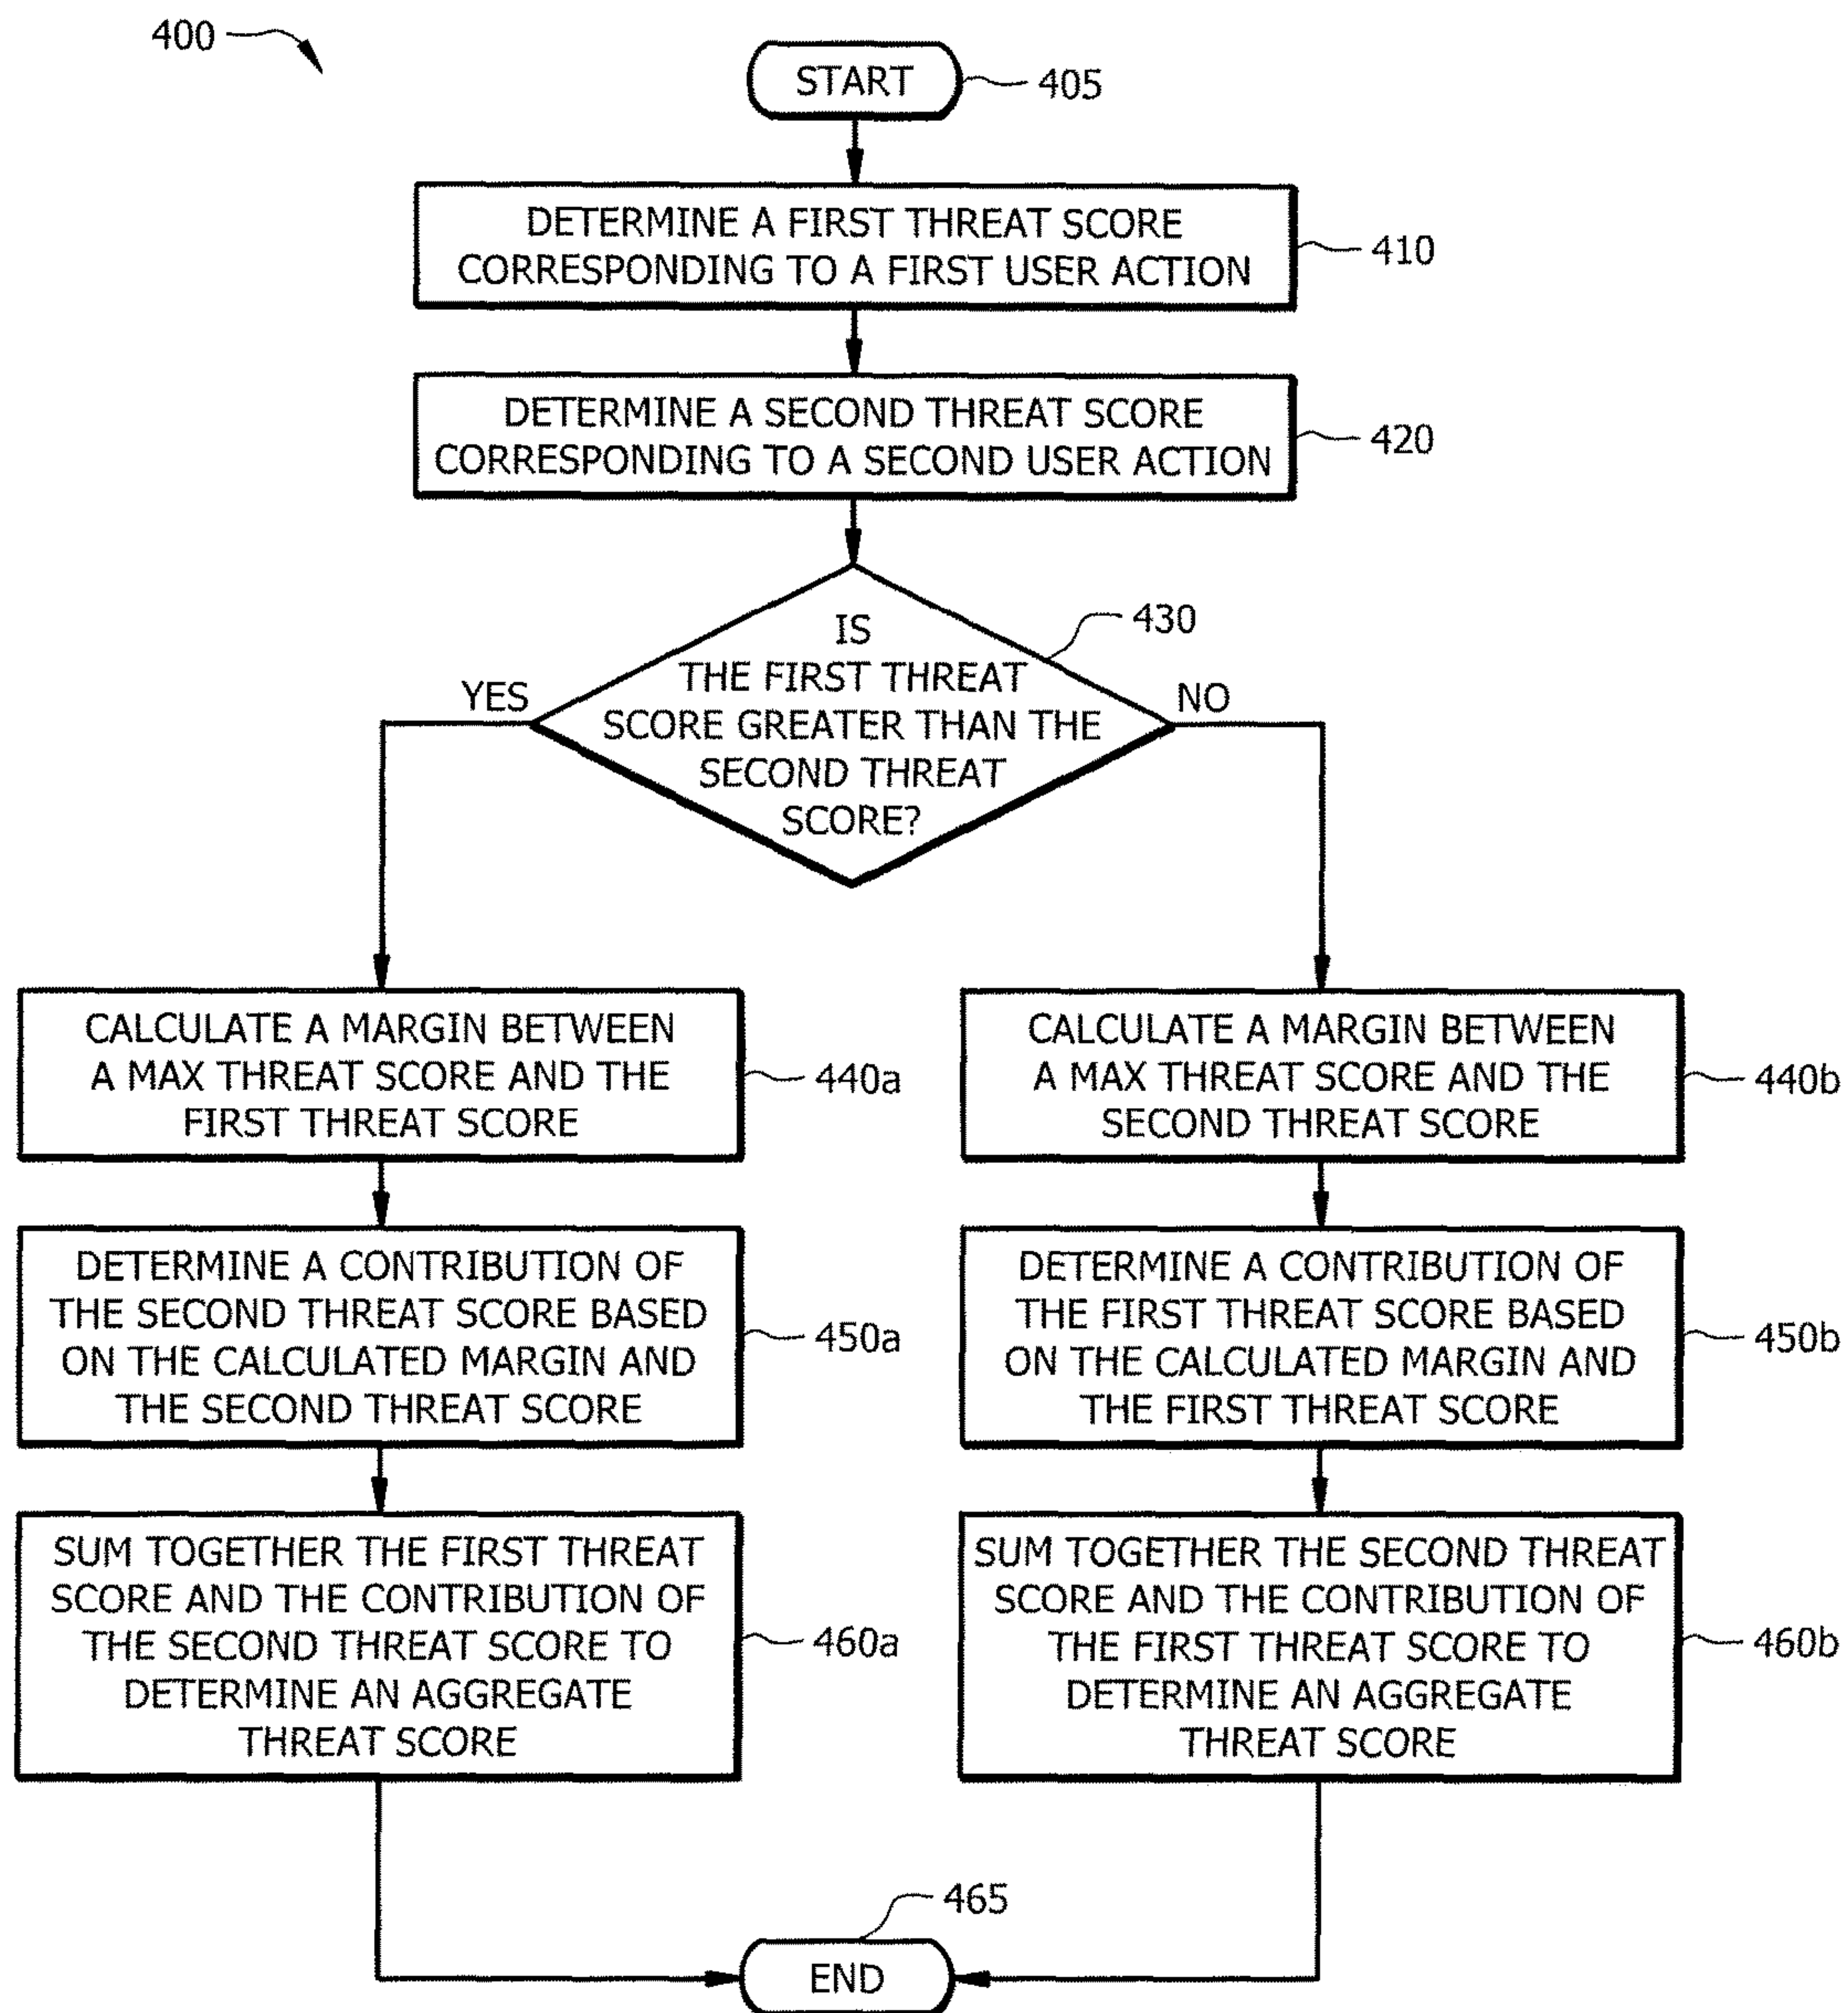 400
START
405
DETERMINE A FIRST THREAT SCORE
CORRESPONDING TO A FIRST USER ACTION
410
DETERMINE A SECOND THREAT SCORE
CORRESPONDING TO A SECOND USER ACTION
420
IS
THE FIRST THREAT
SCORE GREATER THAN THE
SECOND THREAT
SCORE?
430
YES
NO
CALCULATE A MARGIN BETWEEN
A MAX THREAT SCORE AND THE
FIRST THREAT SCORE
440a
CALCULATE A MARGIN BETWEEN
A MAX THREAT SCORE AND THE
SECOND THREAT SCORE
440b
DETERMINE A CONTRIBUTION OF
THE SECOND THREAT SCORE BASED
ON THE CALCULATED MARGIN AND
THE SECOND THREAT SCORE
450a
DETERMINE A CONTRIBUTION OF
THE FIRST THREAT SCORE BASED
ON THE CALCULATED MARGIN AND
THE FIRST THREAT SCORE
450b
SUM TOGETHER THE FIRST THREAT
SCORE AND THE CONTRIBUTION OF
THE SECOND THREAT SCORE TO
DETERMINE AN AGGREGATE
THREAT SCORE
460a
SUM TOGETHER THE SECOND THREAT
SCORE AND THE CONTRIBUTION OF
THE FIRST THREAT SCORE TO
DETERMINE AN AGGREGATE
THREAT SCORE
460b
465
END